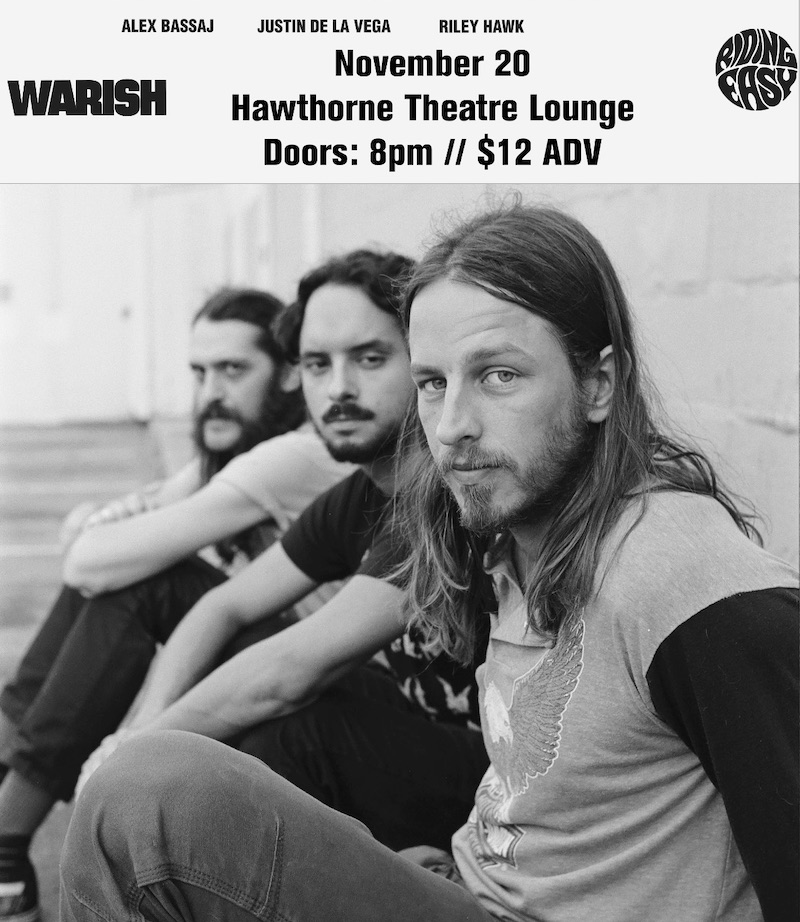 ALEX BASSAJ JUSTIN DE LA VEGA RILEY HAWK
November 20
WARISH
Hawthorne Theatre Lounge
Doors: 8pm // $12 ADV
RIDING
EASY